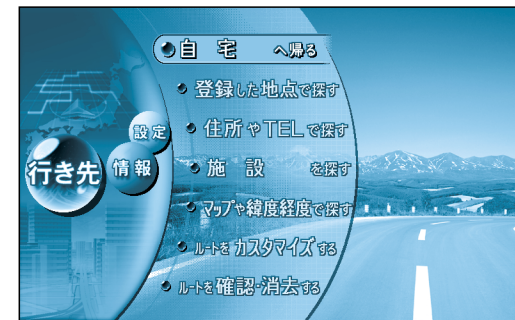 自宅 へ帰る
登録した地点で探す
設定
住所やTELで探す
行き先
情報
施設 を探す
マップや緯度経度で探す
ルートをカスタマイズする
ルートを確認・消去する